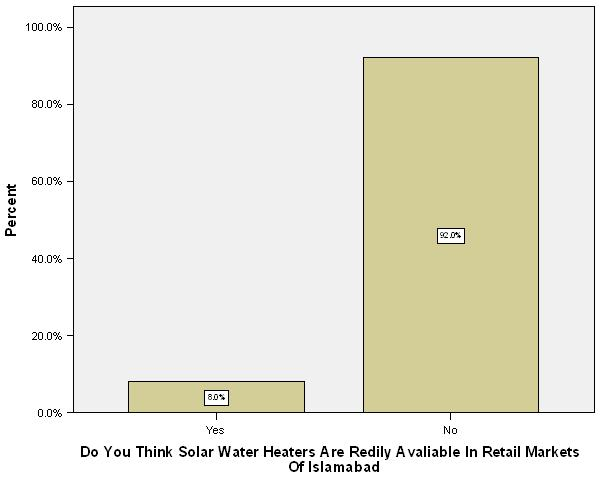 100.0%
80.0%
60.0%
40.0%
20.0%
0.0%
Percent
92.0%
8.0%
Yes
No
Do You Think Solar Water Heaters Are Redily Avaliable In Retail Markets
Of Islamabad